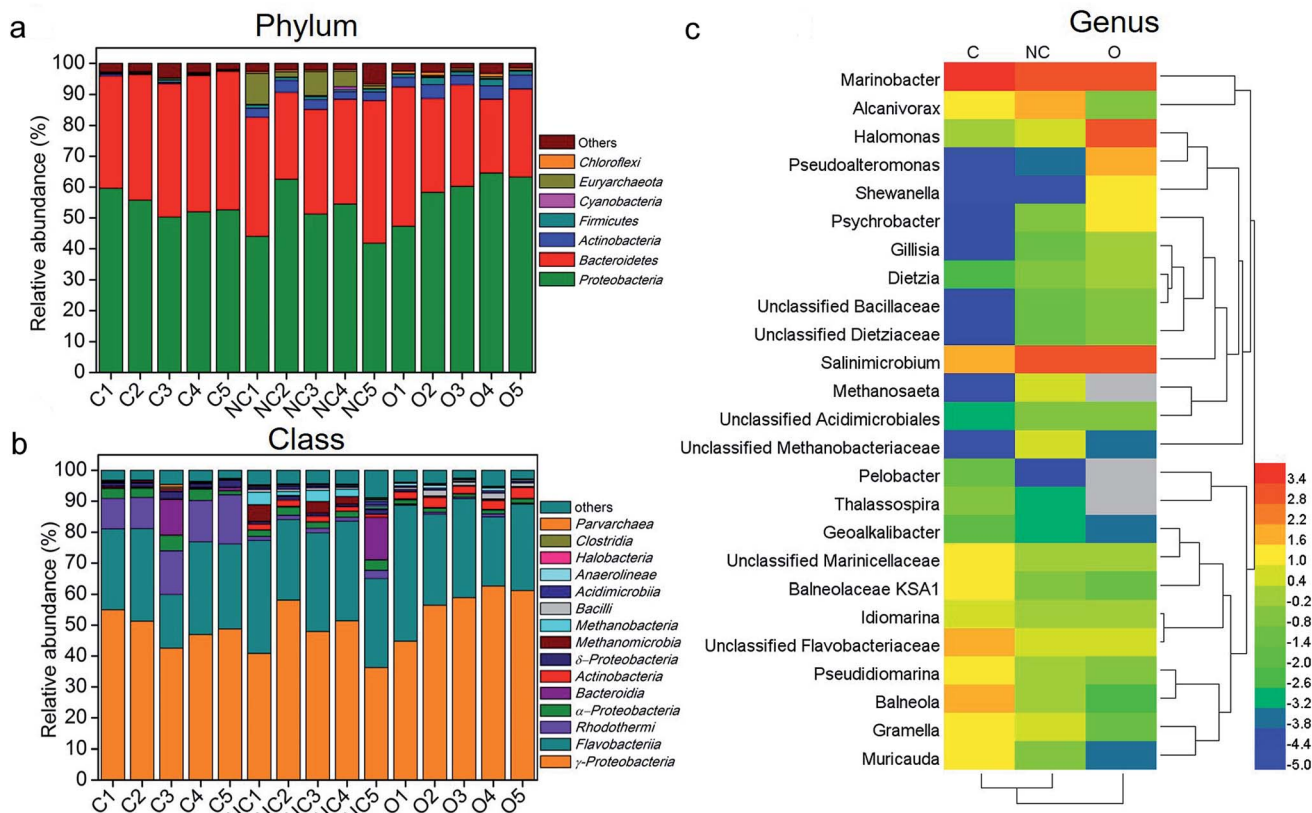 a
Phylum
Relative abundance (%)
100
90
80
70
60
50
40
30
20
10
0
C1 C2 C3 C4 C5 NC1 NC2 NC3 NC4 NC5 O1 O2 O3 O4 O5
Others
Chloroflexi
Euryarchaeota
Cyanobacteria
Firmicutes
Actinobacteria
Bacteroidetes
Proteobacteria
b
Class
Relative abundance (%)
100
90
80
70
60
50
40
30
20
10
0
C1 C2 C3 C4 C5 NC1 NC2 NC3 NC4 NC5 O1 O2 O3 O4 O5
others
Parvarchaea
Clostridia
Halobacteria
Anaerolineae
Acidimicrobiia
Bacilli
Methanobacteria
Methanomicrobia
δ-Proteobacteria
Actinobacteria
Bacteroidia
α-Proteobacteria
Rhodothermi
Flavobacteriia
γ-Proteobacteria
c
Genus
C NC O
Marinobacter
Alcanivorax
Halomonas
Pseudoalteromonas
Shewanella
Psychrobacter
Gillisia
Dietzia
Unclassified Bacillaceae
Unclassified Dietziaceae
Salinimicrobium
Methanosaeta
Unclassified Acidimicrobiales
Unclassified Methanobacteriaceae
Pelobacter
Thalassospira
Geoalkalibacter
Unclassified Marinicellaceae
Balneolaceae KSA1
Idiomarina
Unclassified Flavobacteriaceae
Pseudidiomarina
Balneola
Gramella
Muricauda
3.4
2.8
2.2
1.6
1.0
0.4
-0.2
-0.8
-1.4
-2.0
-2.6
-3.2
-3.8
-4.4
-5.0